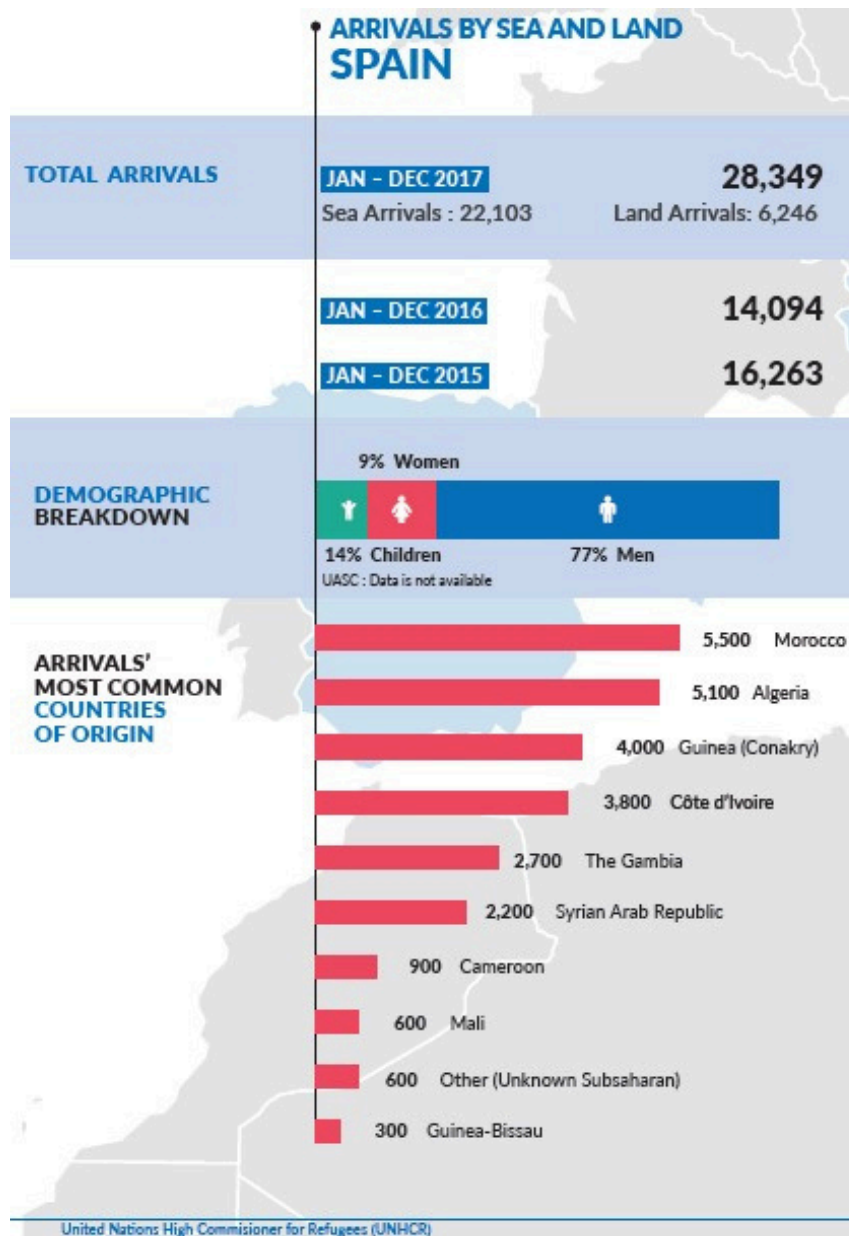 ARRIVALS BY SEA AND LAND
SPAIN
TOTAL ARRIVALS
JAN – DEC 2017 28,349
Sea Arrivals : 22,103 Land Arrivals: 6,246
JAN – DEC 2016 14,094
JAN – DEC 2015 16,263
DEMOGRAPHIC
BREAKDOWN
9% Women
14% Children 77% Men
UASC : Data is not available
ARRIVALS'
MOST COMMON
COUNTRIES
OF ORIGIN
5,500 Morocco
5,100 Algeria
4,000 Guinea (Conakry)
3,800 Côte d'Ivoire
2,700 The Gambia
2,200 Syrian Arab Republic
900 Cameroon
600 Mali
600 Other (Unknown Subsaharan)
300 Guinea-Bissau
United Nations High Commisioner for Refugees (UNHCR)